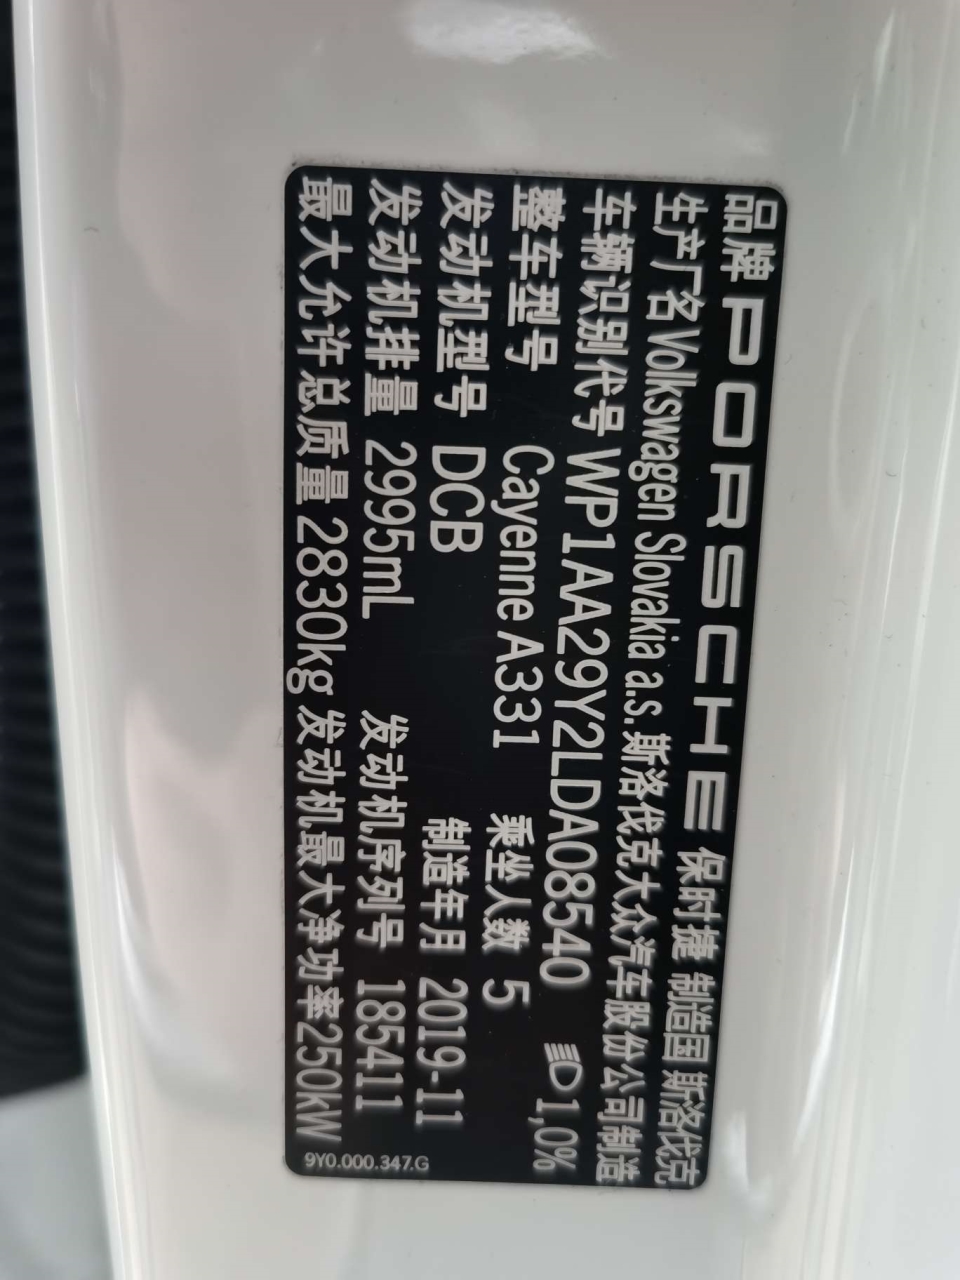 品牌 PORSCHE 保时捷 制造国 斯洛伐克
生产厂名 Volkswagen Slovakia a.s. 斯洛伐克大众汽车股份公司制造
车辆识别代号 WP1AA29Y2LDA08540 1,0%
整车型号 Cayenne A331 乘坐人数 5
发动机型号 DCB 制造年月 2019-11
发动机排量 2995mL 发动机序列号 185411
最大允许总质量 2830kg 发动机最大净功率250kW
9Y0.000.347.G